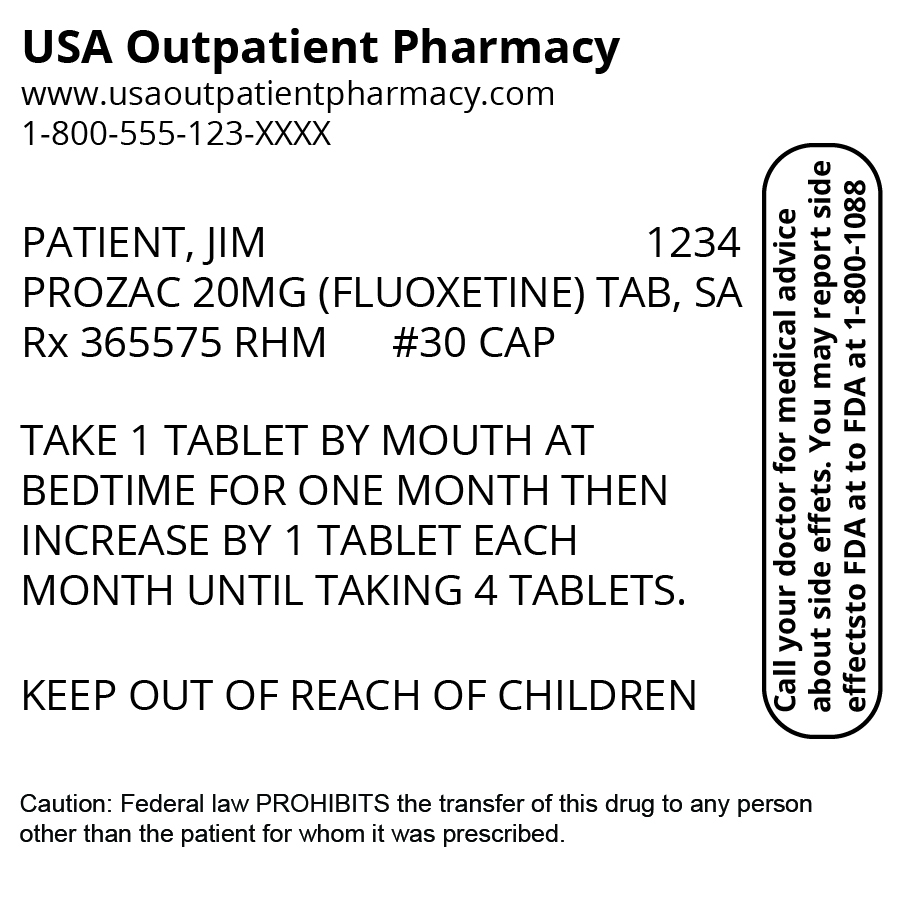 USA Outpatient Pharmacy
www.usaoutpatientpharmacy.com
1-800-555-123-XXXX
PATIENT, JIM 1234
PROZAC 20MG (FLUOXETINE) TAB, SA
Rx 365575 RHM #30 CAP
TAKE 1 TABLET BY MOUTH AT
BEDTIME FOR ONE MONTH THEN
INCREASE BY 1 TABLET EACH
MONTH UNTIL TAKING 4 TABLETS.
KEEP OUT OF REACH OF CHILDREN
Caution: Federal law PROHIBITS the transfer of this drug to any person
other than the patient for whom it was prescribed.
Call your doctor for medical advice
about side effets. You may report side
effectsto FDA at to FDA at 1-800-1088